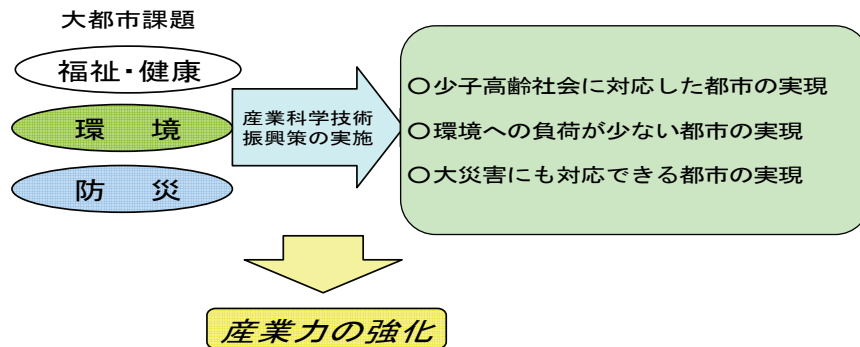 大都市課題
福祉・健康
環　境
防　災
産業科学技術
振興策の実施
○少子高齢社会に対応した都市の実現
○環境への負荷が少ない都市の実現
○大災害にも対応できる都市の実現
産業力の強化